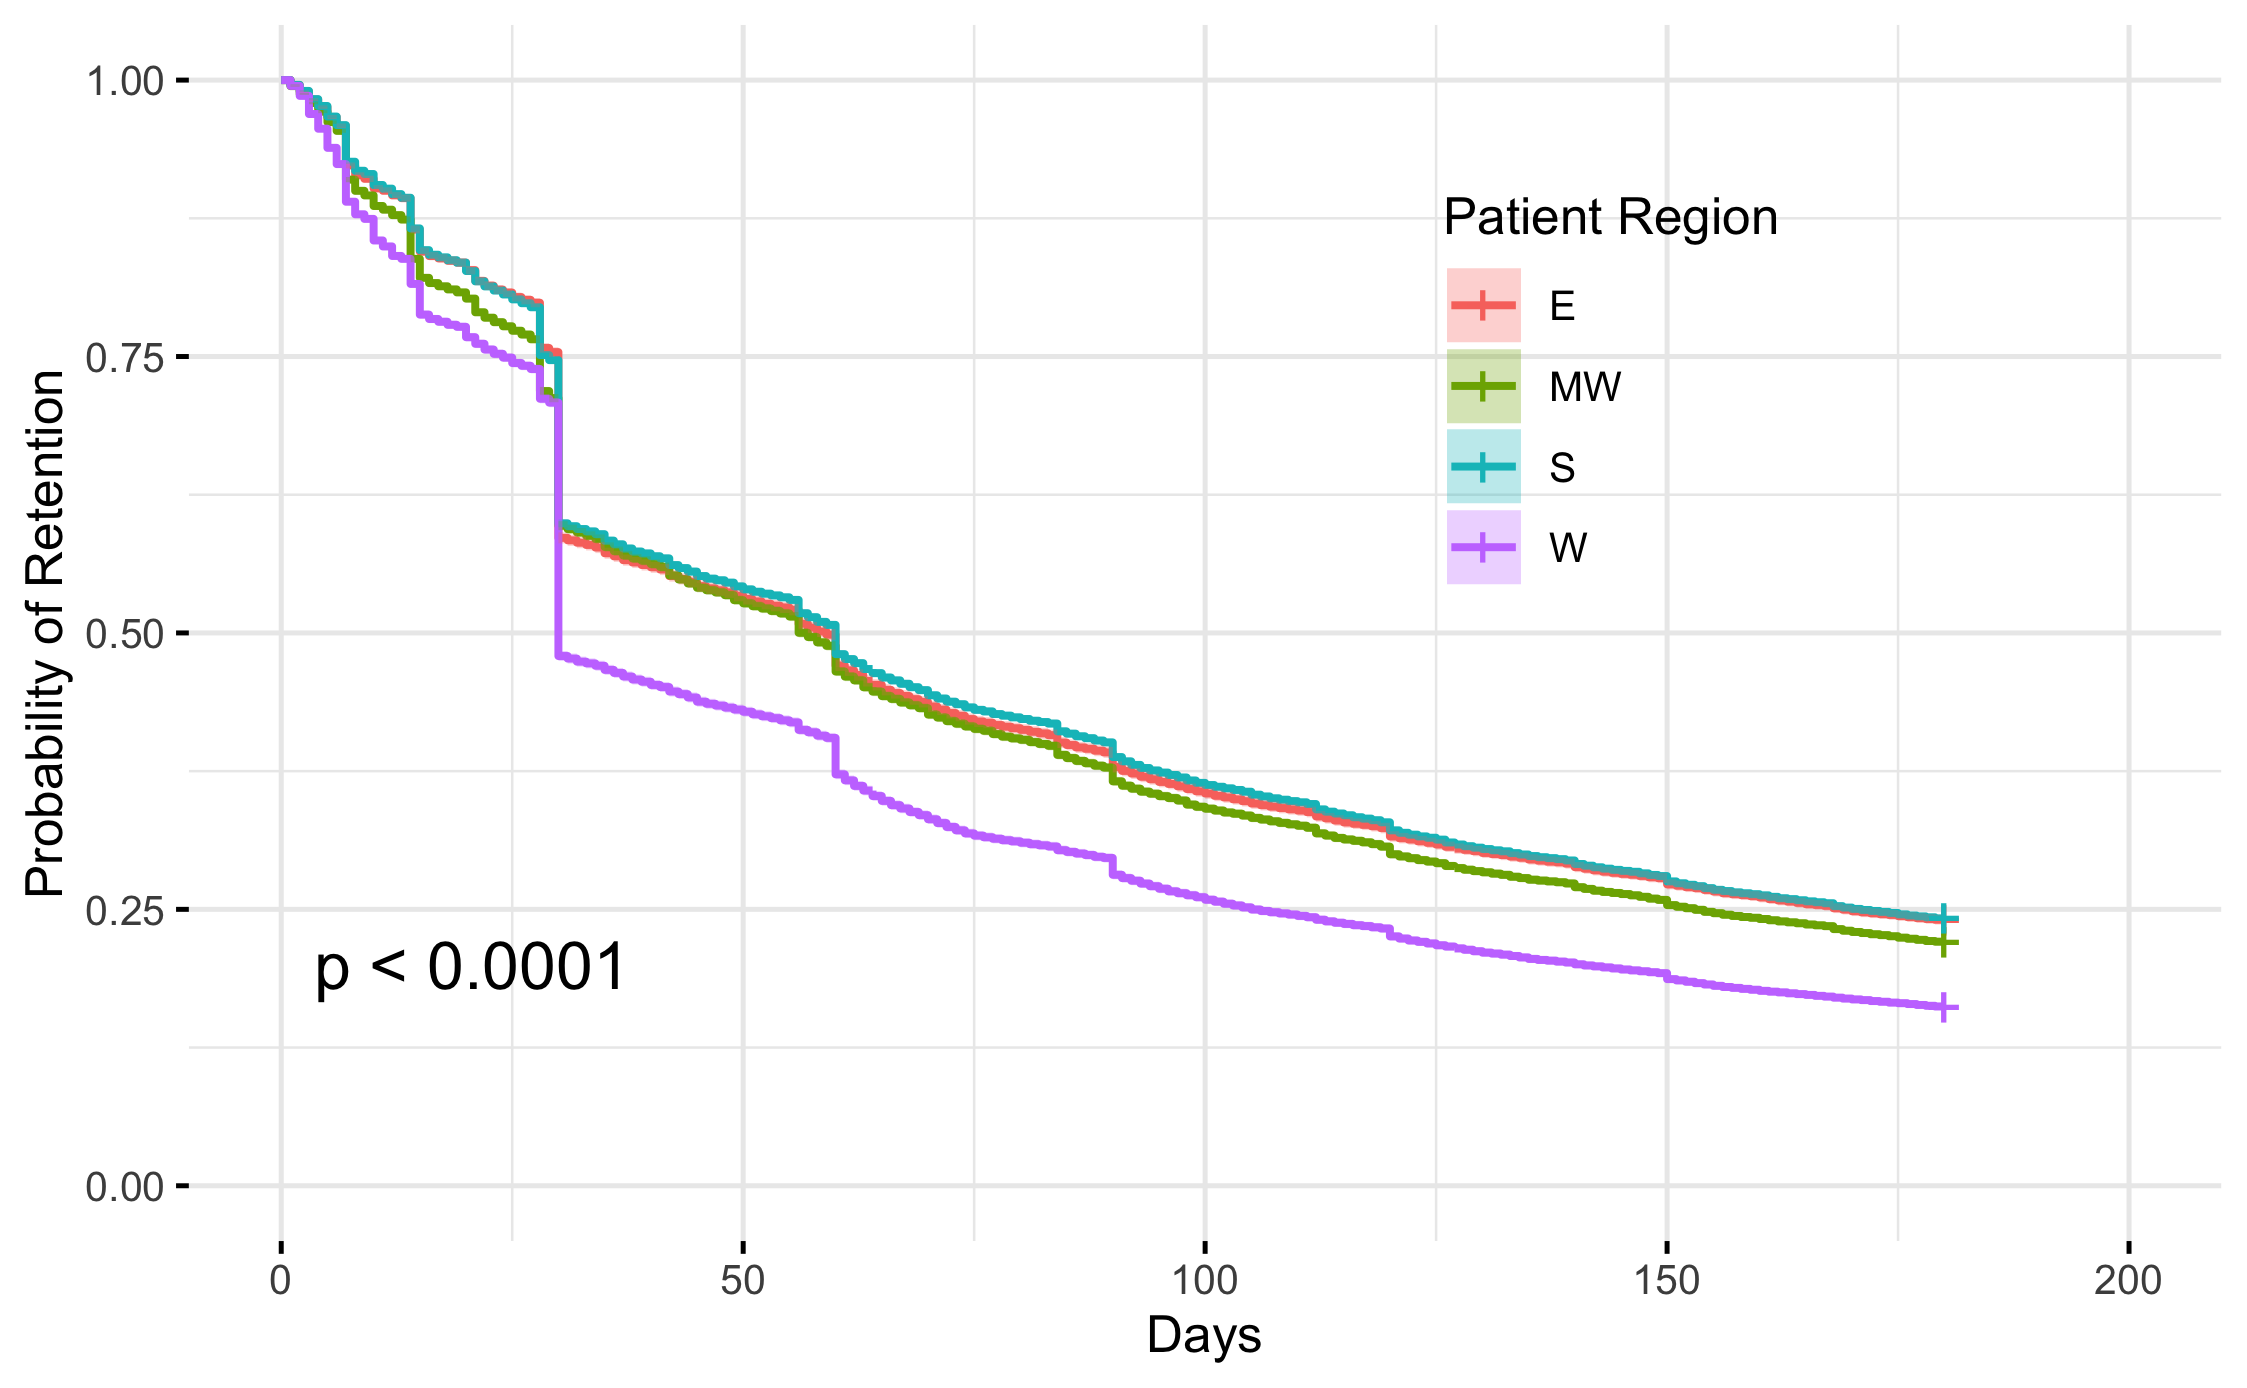 Probability of Retention
1.00
0.75
0.50
0.25
0.00
Patient Region
E
MW
S
W
p < 0.0001
0
50
100
150
200
Days